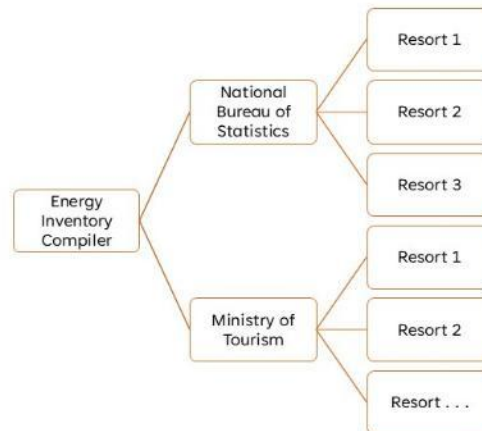 Energy
Inventory
Compiler
National
Bureau of
Statistics
Resort 1
Resort 2
Resort 3
Ministry of
Tourism
Resort 1
Resort 2
Resort . . .